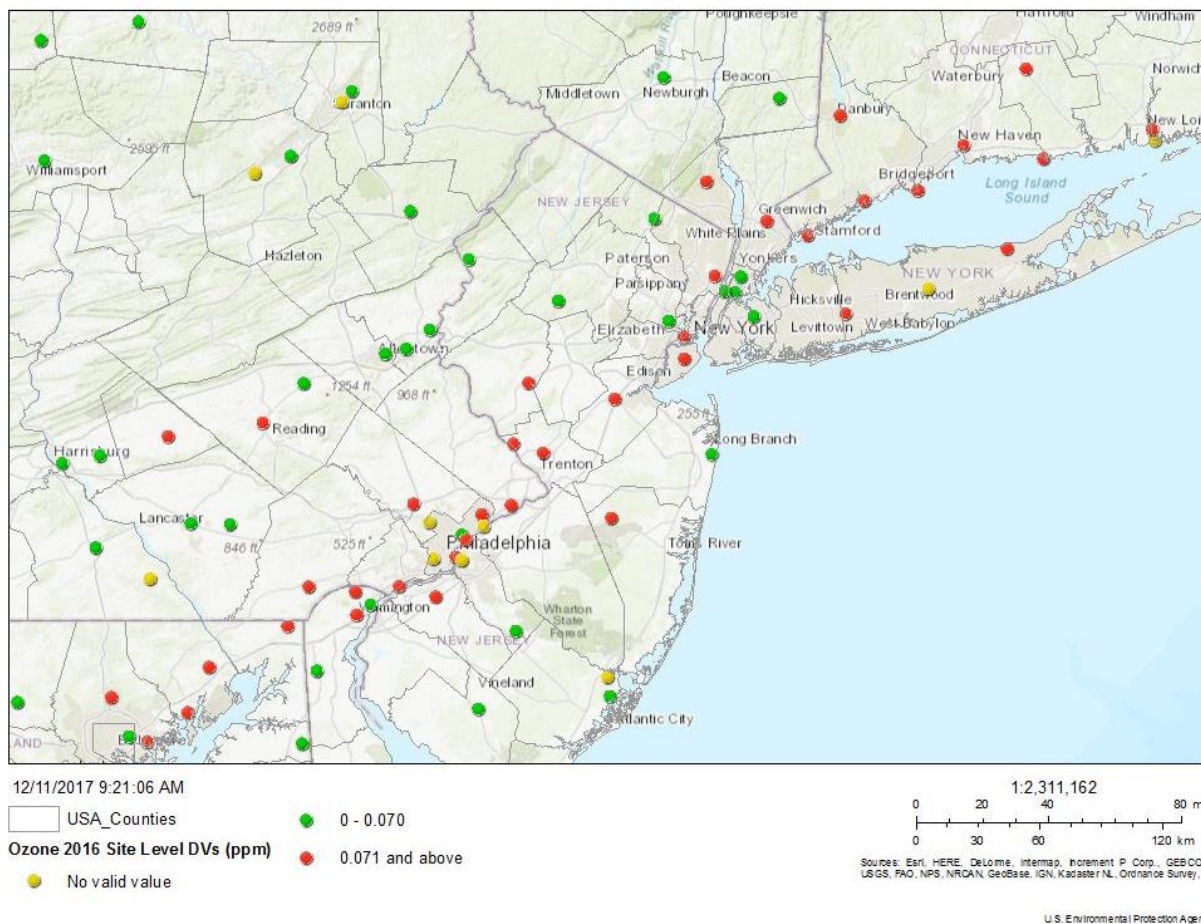 Poughkeepsie
Hartford
Windham
2689 ft
CONNECTICUT
Waterbury
Norwich
Beacon
Middletown
Newburgh
Scranton
Danbury
New Lon
2595 ft
New Haven
Williamsport
Bridgeport
Long Island
Sound
NEW JERSEY
Greenwich
White Plains
Stamford
Hazleton
Paterson
Yonkers
Parsippany
NEW YORK
Hicksville
Brentwood
Elizabeth
New York
Levittown
West Babylon
Allentown
Edison
1254 ft
968 ft
255 ft
Reading
Long Branch
Harrisburg
Trenton
Lancaster
846 ft
525 ft
Philadelphia
Toms River
Wilmington
Wharton
State
Forest
NEW JERSEY
Vineland
Atlantic City
LAND
Baltimore
12/11/2017 9:21:06 AM
1:2,311,162
USA_Counties
0 - 0.070
0 20 40 80 m
Ozone 2016 Site Level DVs (ppm)
0.071 and above
0 30 60 120 km
No valid value
Sources: Esri, HERE, DeLorme, Intermap, increment P Corp., GEBCO
USGS, FAO, NPS, NRCAN, GeoBase, IGN, Kadaster NL, Ordnance Survey,
U.S. Environmental Protection Agen